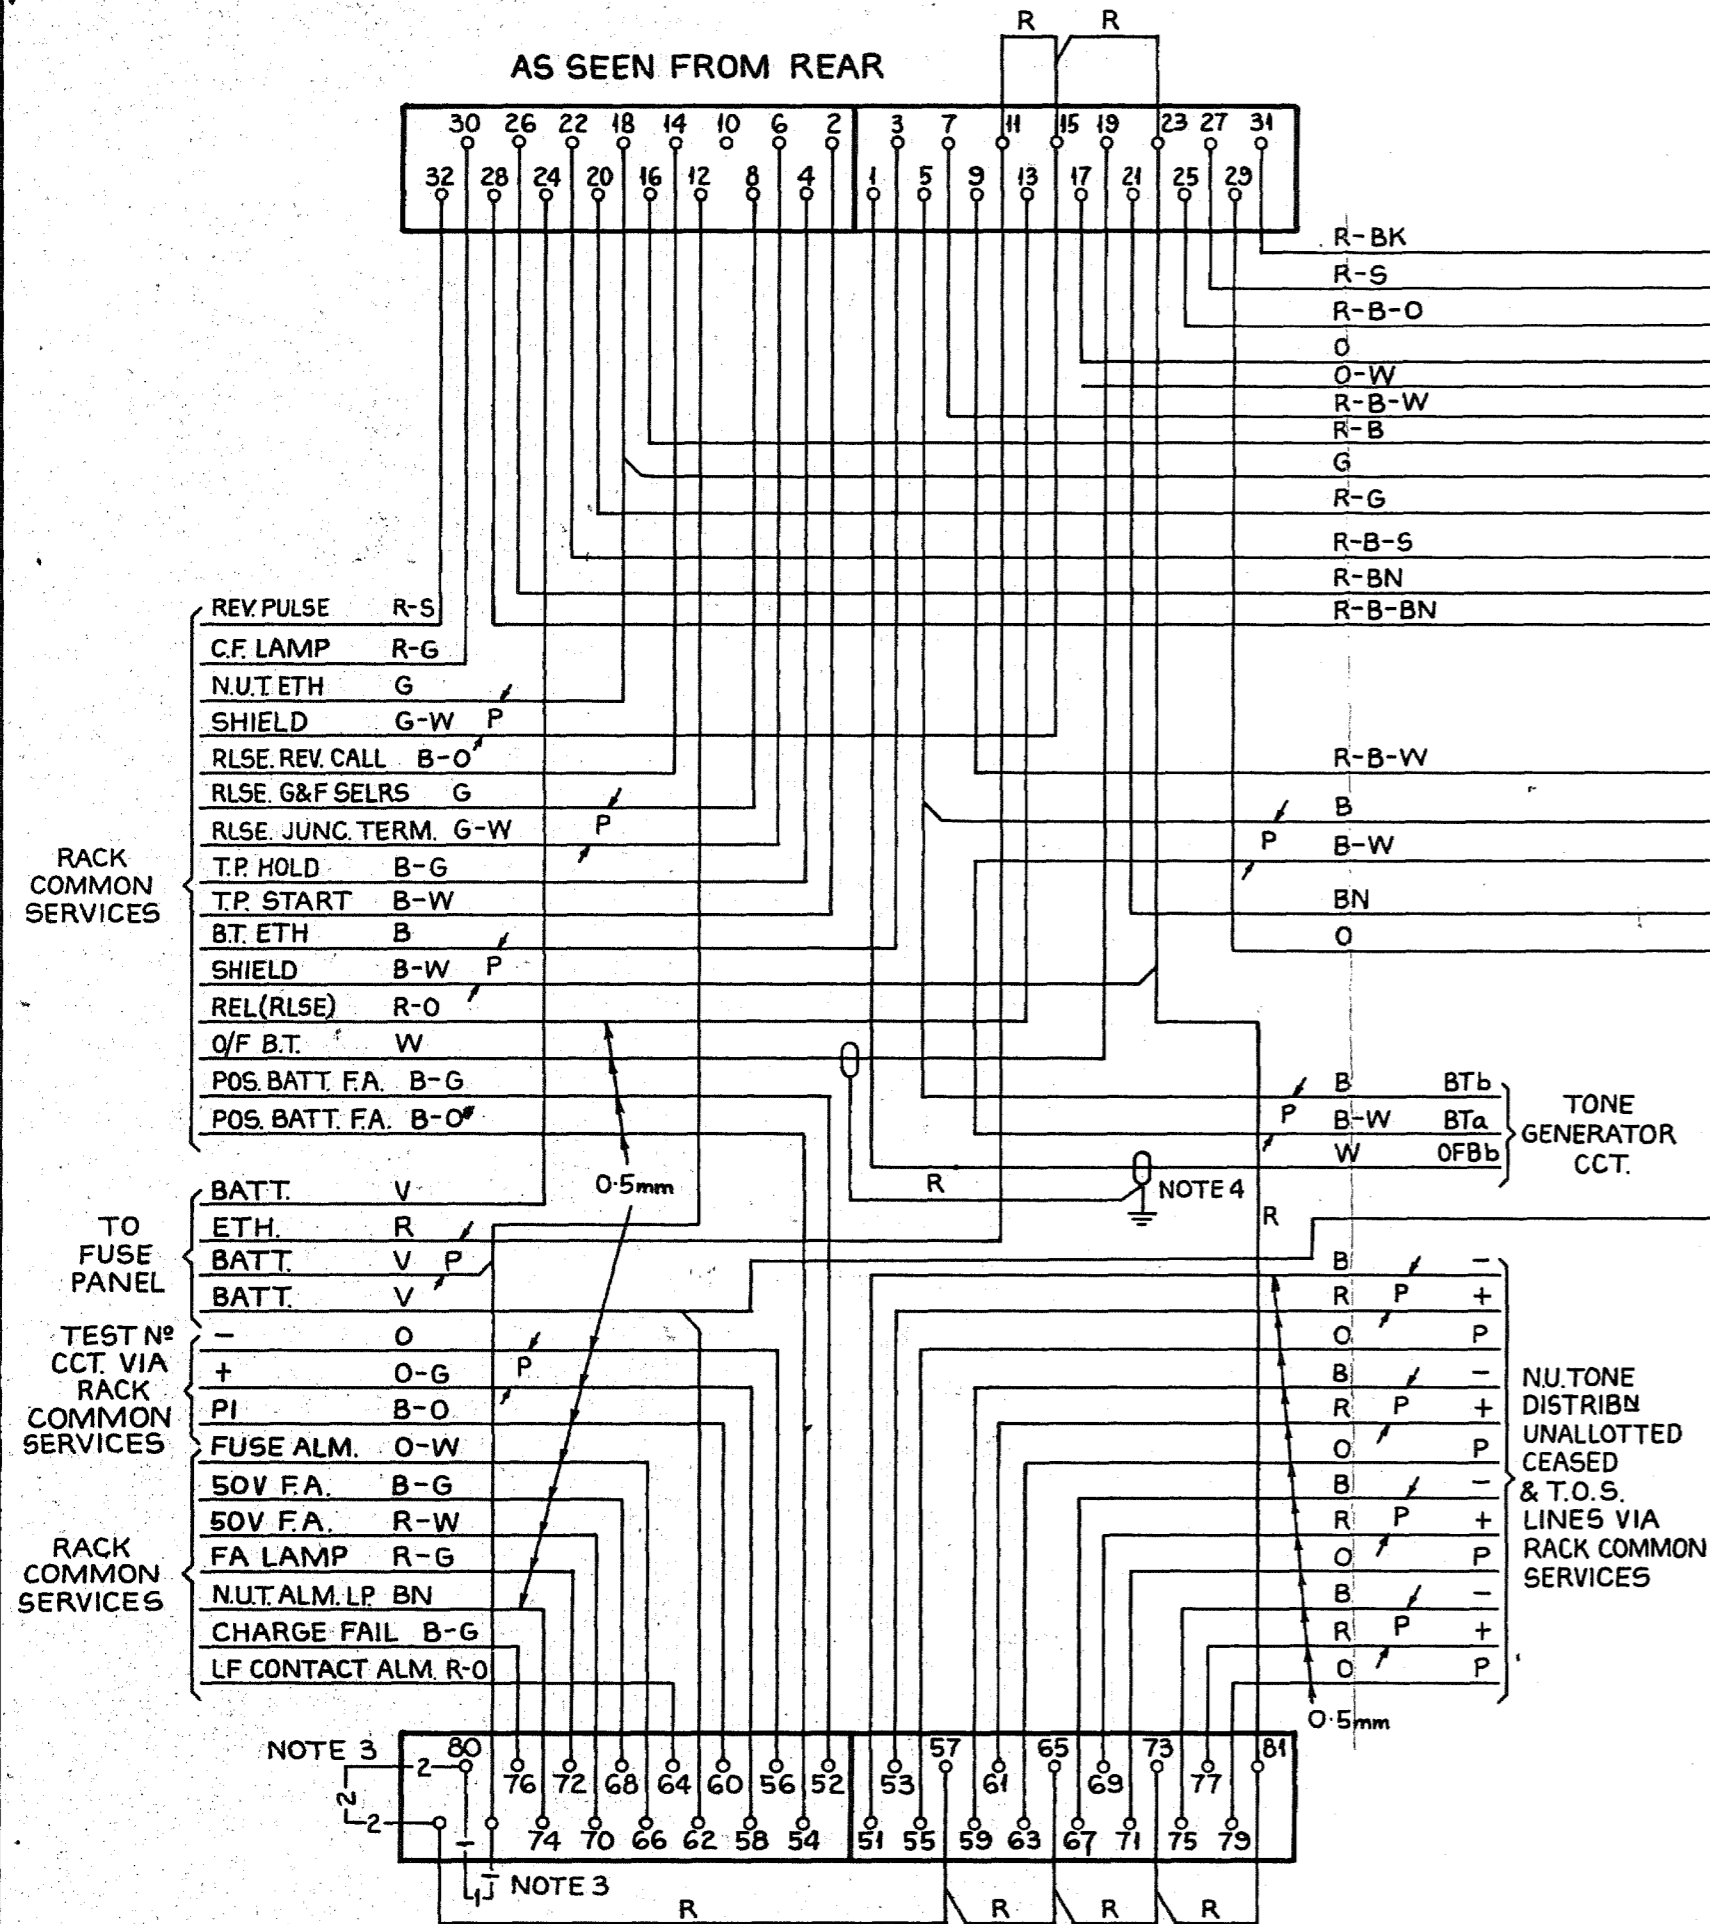 R R
AS SEEN FROM REAR
30 26 22 18 14 10 6 2 3 7 11 15 19 23 27 31
32 28 24 20 16 12 8 4 1 5 9 13 17 21 25 29
R-BK
R-S
R-B-O
O
O-W
R-B-W
R-B
G
R-G
R-B-S
R-BN
R-B-BN
RACK
COMMON
SERVICES
REV. PULSE R-S
C.F. LAMP R-G
N.U.T. ETH G
SHIELD G-W P
RLSE. REV. CALL B-O
RLSE. G&F SELRS G
RLSE. JUNC. TERM. G-W P
T.P. HOLD B-G
T.P. START B-W
B.T. ETH B
SHIELD B-W P
REL(RLSE) R-O
O/F B.T. W
POS. BATT. F.A. B-G
POS. BATT. F.A. B-O
0·5mm
R-B-W
B
P B-W
BN
O
B BTb
P B-W BTa
W OFBb
TONE
GENERATOR
CCT.
R NOTE 4
R
TO
FUSE
PANEL
BATT. V
ETH. R
BATT. V P
BATT. V
TEST Nº
CCT. VIA
RACK
COMMON
SERVICES
- O
+ O-G P
P1 B-O
RACK
COMMON
SERVICES
FUSE ALM. O-W
50V F.A. B-G
50V F.A. R-W
FA LAMP R-G
N.U.T. ALM. LP. BN
CHARGE FAIL B-G
LF CONTACT ALM. R-O
B -
R P +
O P
B -
R P +
O P
B -
R P +
O P
B -
R P +
O P
N.U. TONE
DISTRIBN
UNALLOTTED
CEASED
& T.O.S.
LINES VIA
RACK COMMON
SERVICES
0·5mm
NOTE 3
80 76 72 68 64 60 56 52 53 57 61 65 69 73 77 81
2
2
2
74 70 66 62 58 54 51 55 59 63 67 71 75 79
1 NOTE 3
R R R R